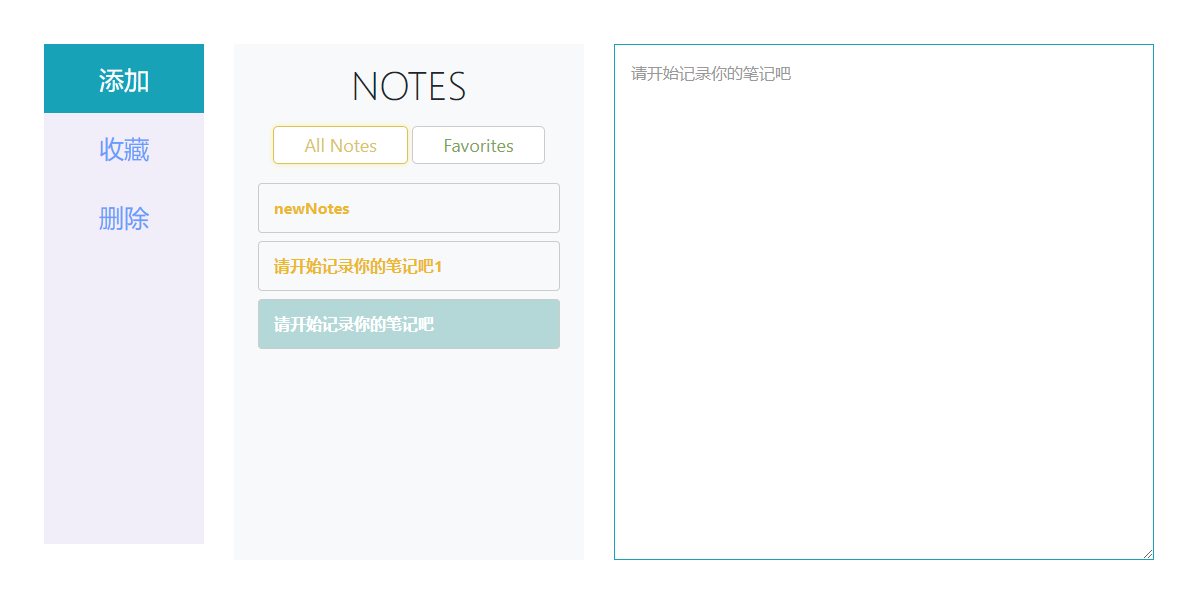 添加
收藏
删除
NOTES
All Notes
Favorites
newNotes
请开始记录你的笔记吧1
请开始记录你的笔记吧
请开始记录你的笔记吧